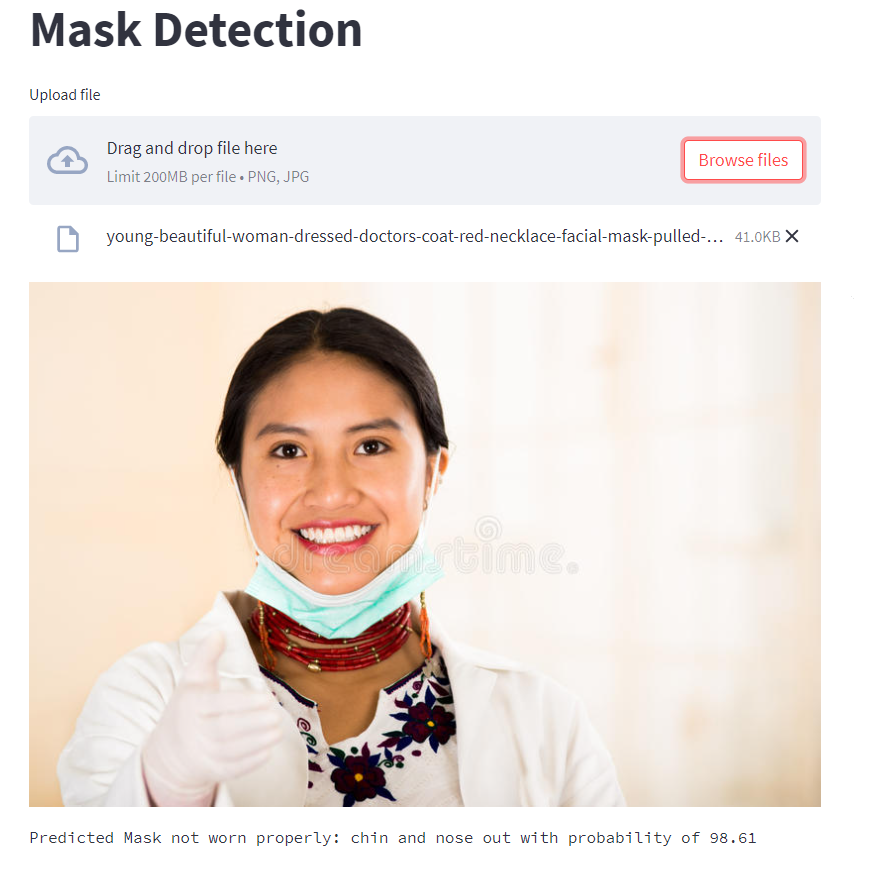 Mask Detection
Upload file
Drag and drop file here
Limit 200MB per file • PNG, JPG
Browse files
young-beautiful-woman-dressed-doctors-coat-red-necklace-facial-mask-pulled-... 41.0KB
dreamstime.
Predicted Mask not worn properly: chin and nose out with probability of 98.61